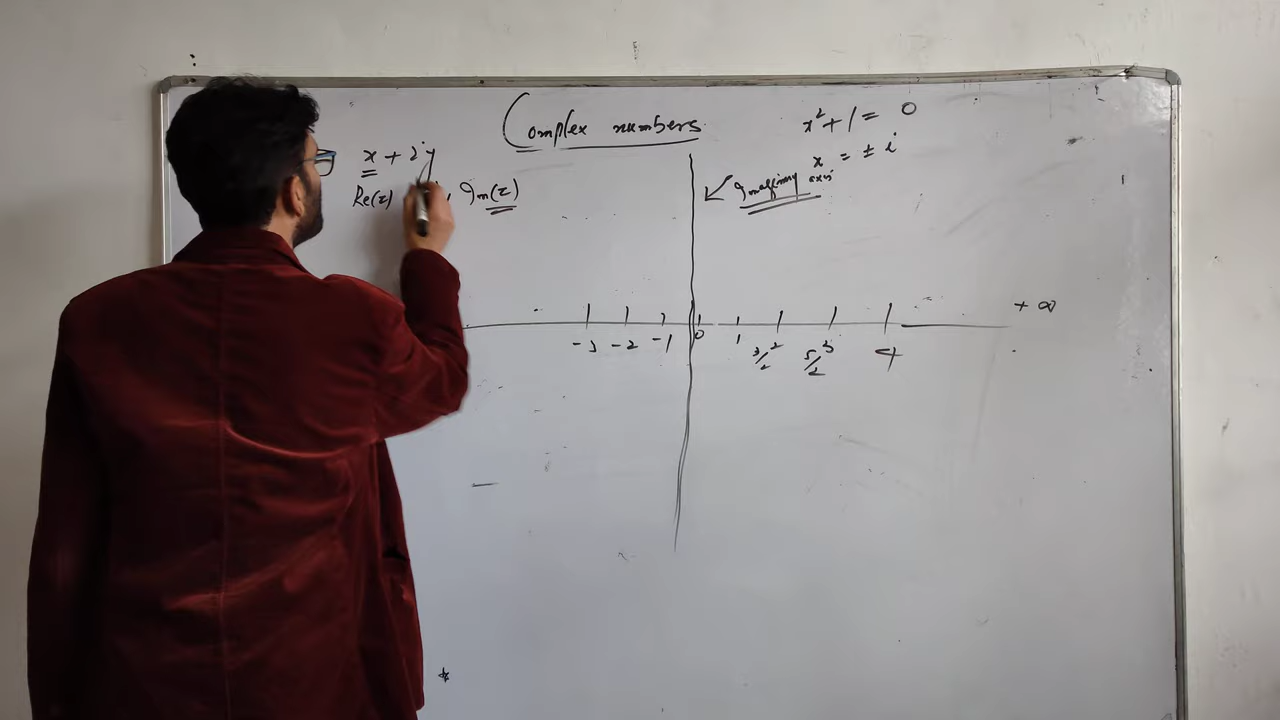 Complex numbers
x² + 1 = 0
x = ± i
x + iy
Re(z) , Im(z)
Imaginary axis
+ ∞
-3 -2 -1 0 1 3/2 2 5/2 3 4